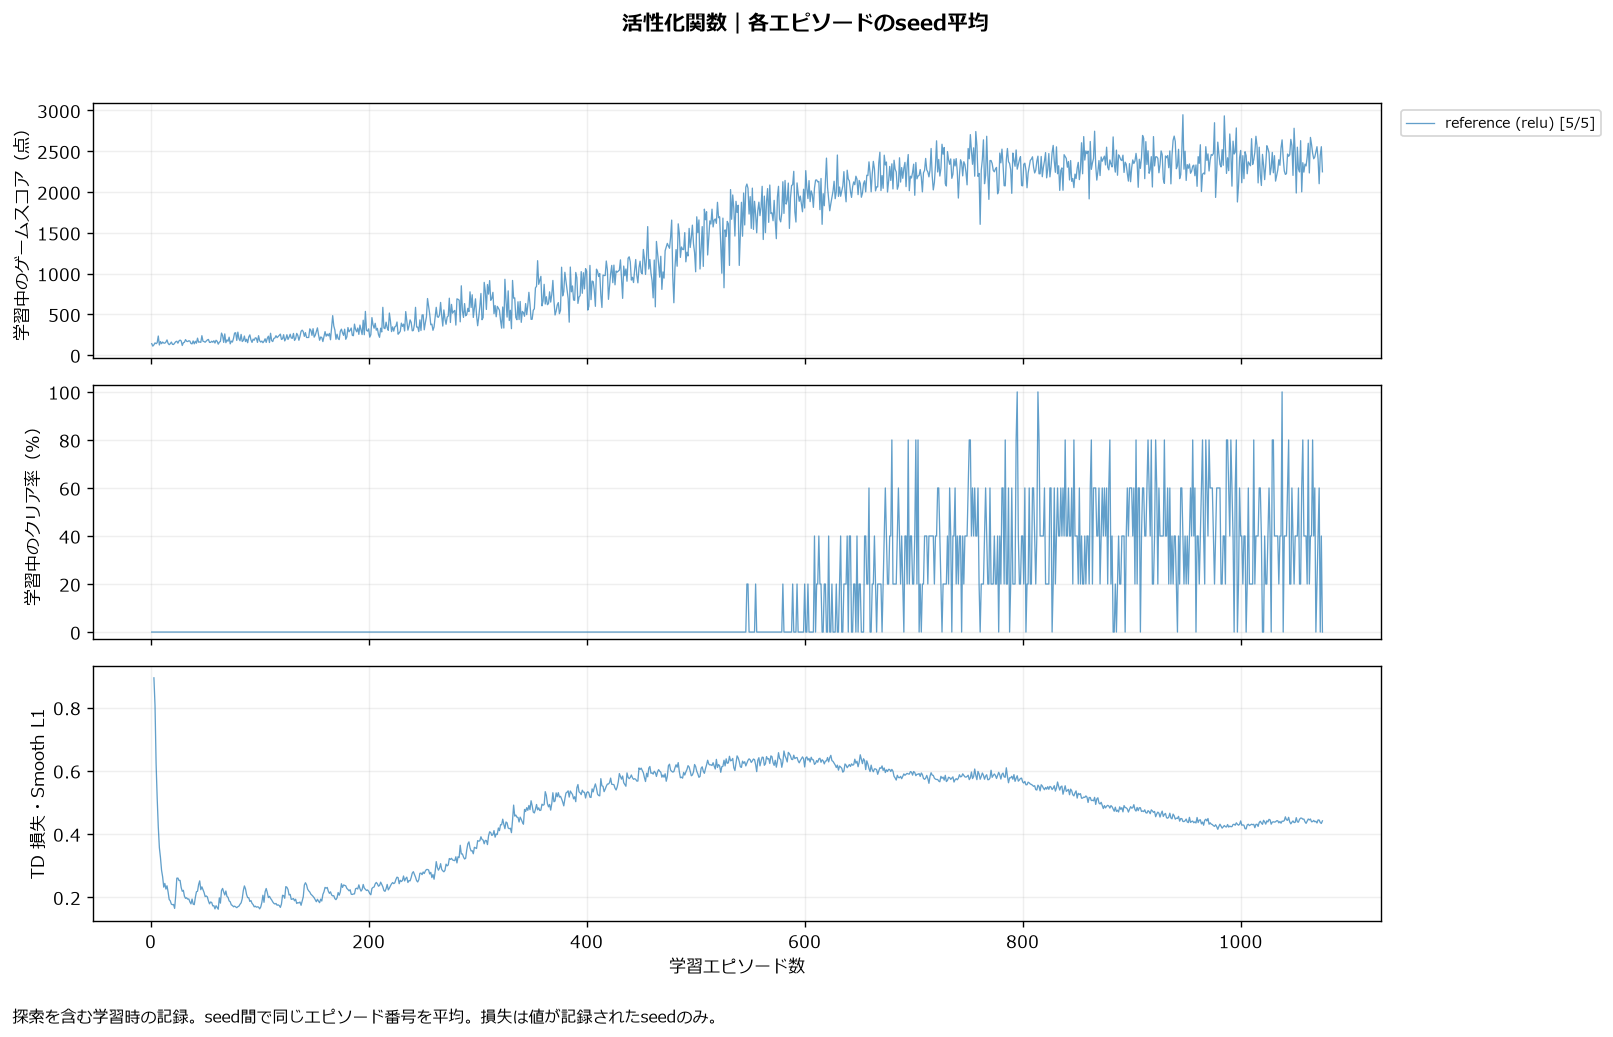 活性化関数｜各エピソードのseed平均
reference (relu) [5/5]
学習中のゲームスコア（点）
3000
2500
2000
1500
1000
500
0
学習中のクリア率（%）
100
80
60
40
20
0
TD 損失・Smooth L1
0.8
0.6
0.4
0.2
0 200 400 600 800 1000
学習エピソード数
探索を含む学習時の記録。seed間で同じエピソード番号を平均。損失は値が記録されたseedのみ。